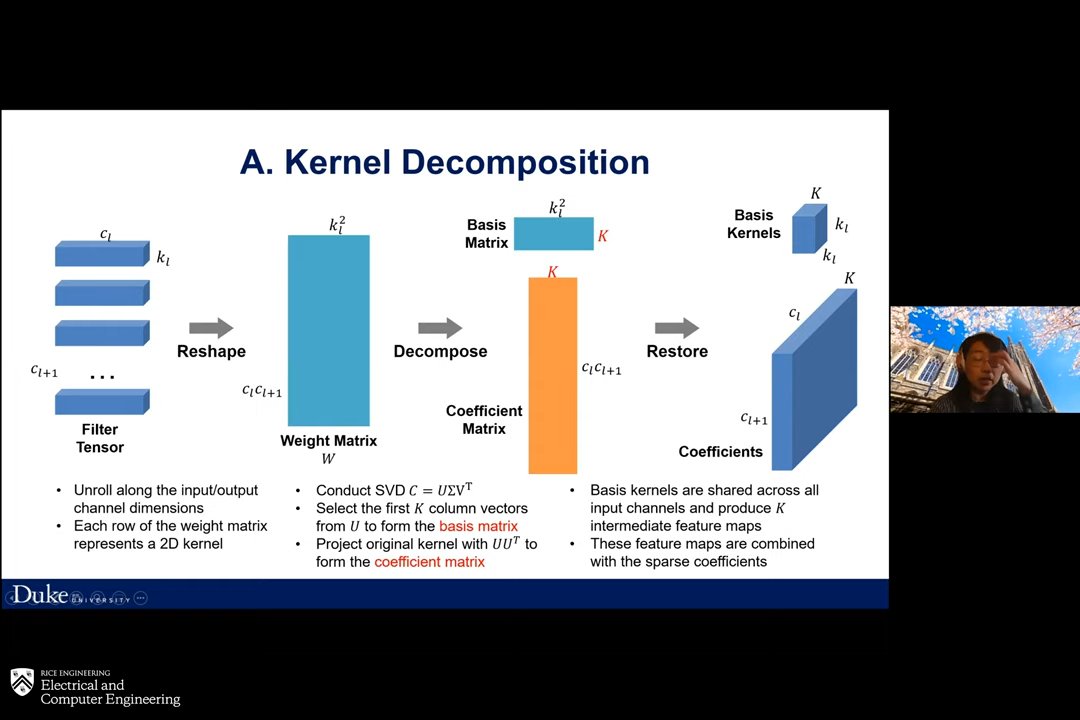 A. Kernel Decomposition
c_l
k_l
c_{l+1}
...
Filter
Tensor
Reshape
k_l^2
c_l c_{l+1}
Weight Matrix
W
Decompose
Basis
Matrix
k_l^2
K
K
c_l c_{l+1}
Coefficient
Matrix
Restore
Basis
Kernels
K
k_l
k_l
K
c_l
c_{l+1}
Coefficients
• Unroll along the input/output
channel dimensions
• Each row of the weight matrix
represents a 2D kernel
• Conduct SVD C = UΣV^T
• Select the first K column vectors
from U to form the basis matrix
• Project original kernel with UU^T to
form the coefficient matrix
• Basis kernels are shared across all
input channels and produce K
intermediate feature maps
• These feature maps are combined
with the sparse coefficients
Duke UNIVERSITY
RICE ENGINEERING
Electrical and
Computer Engineering